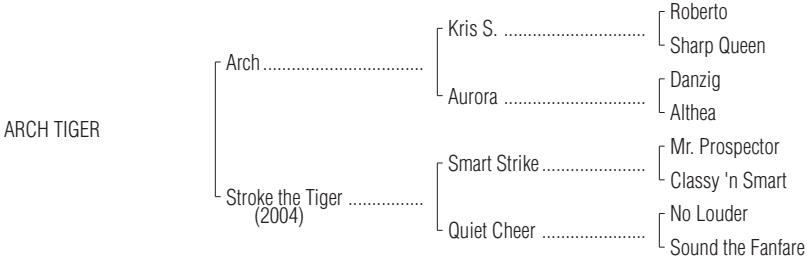 Roberto
Kris S. ..............................
Sharp Queen
Arch..................................
Danzig
Aurora ..............................
Althea
ARCH TIGER
Mr. Prospector
Smart Strike......................
Classy 'n Smart
Stroke the Tiger ................
(2004)
No Louder
Quiet Cheer ......................
Sound the Fanfare